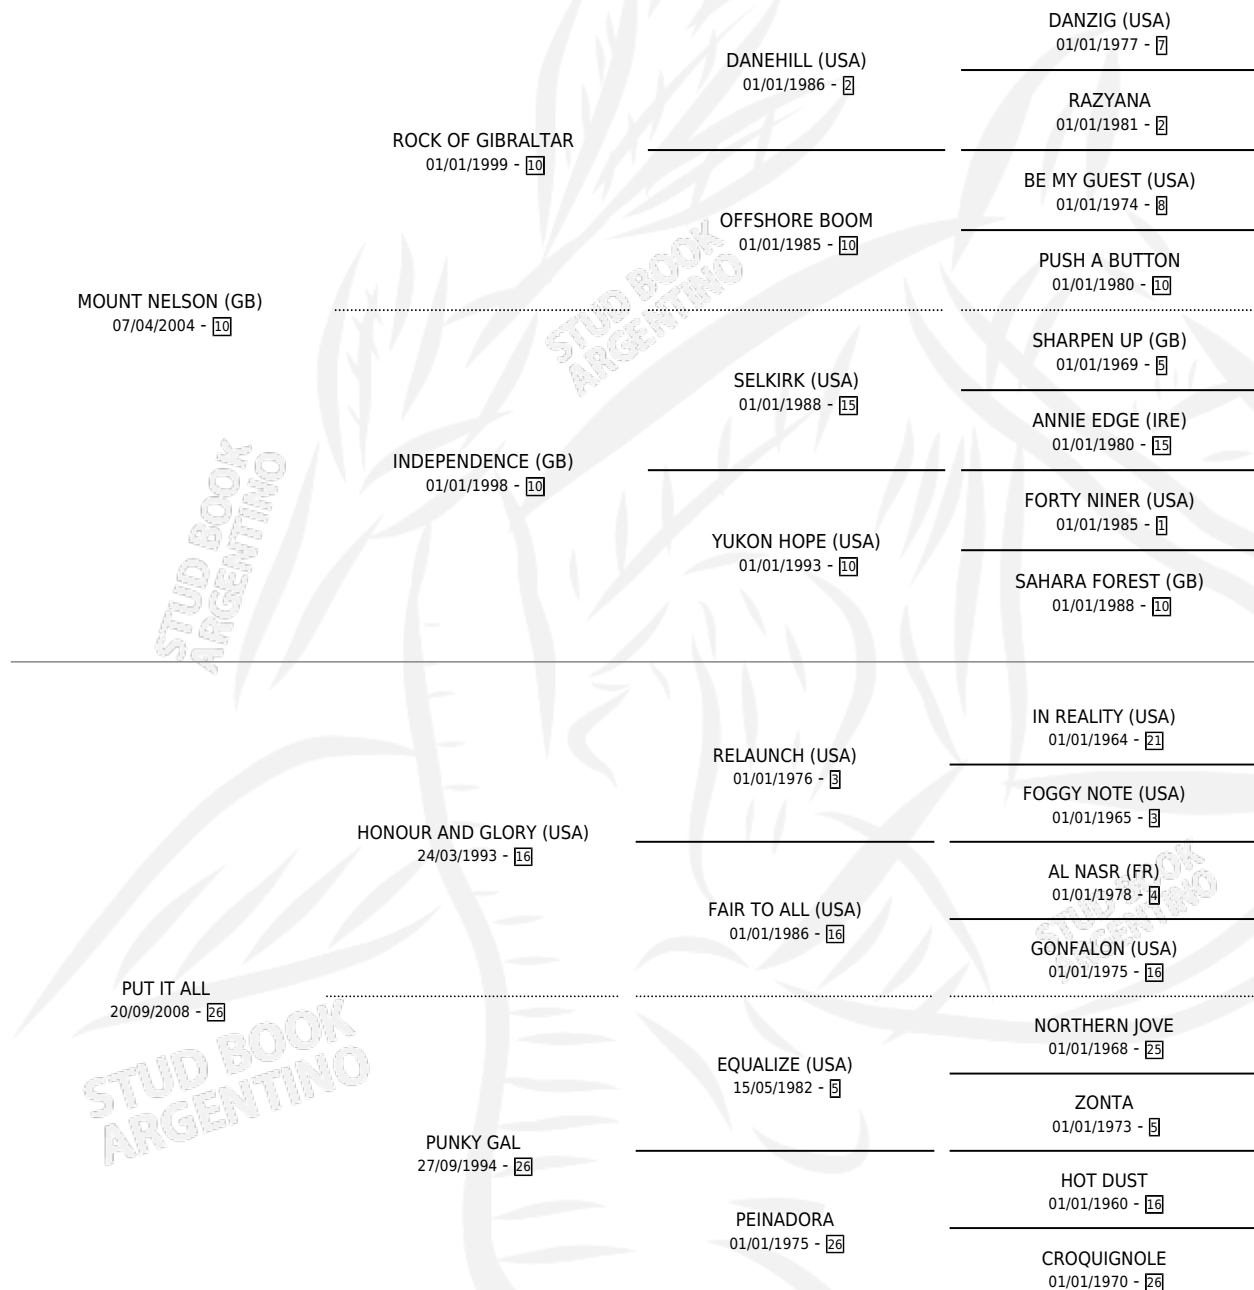 DANZIG (USA)
01/01/1977 - 7
DANEHILL (USA)
01/01/1986 - 2
RAZYANA
01/01/1981 - 2
ROCK OF GIBRALTAR
01/01/1999 - 10
BE MY GUEST (USA)
01/01/1974 - 8
OFFSHORE BOOM
01/01/1985 - 10
PUSH A BUTTON
01/01/1980 - 10
MOUNT NELSON (GB)
07/04/2004 - 10
STUD BOOK
ARGENTINO
SHARPEN UP (GB)
01/01/1969 - 5
SELKIRK (USA)
01/01/1988 - 15
ANNIE EDGE (IRE)
01/01/1980 - 15
INDEPENDENCE (GB)
01/01/1998 - 10
FORTY NINER (USA)
01/01/1985 - 1
YUKON HOPE (USA)
01/01/1993 - 10
SAHARA FOREST (GB)
01/01/1988 - 10
STUD BOOK
ARGENTINO
IN REALITY (USA)
01/01/1964 - 21
RELAUNCH (USA)
01/01/1976 - 3
FOGGY NOTE (USA)
01/01/1965 - 3
HONOUR AND GLORY (USA)
24/03/1993 - 16
AL NASR (FR)
01/01/1978 - 4
FAIR TO ALL (USA)
01/01/1986 - 16
STUD BOOK
ARGENTINO
GONFALON (USA)
01/01/1975 - 16
PUT IT ALL
20/09/2008 - 26
NORTHERN JOVE
01/01/1968 - 25
STUD BOOK
ARGENTINO
EQUALIZE (USA)
15/05/1982 - 5
ZONTA
01/01/1973 - 5
PUNKY GAL
27/09/1994 - 26
HOT DUST
01/01/1960 - 16
PEINADORA
01/01/1975 - 26
CROQUIGNOLE
01/01/1970 - 26